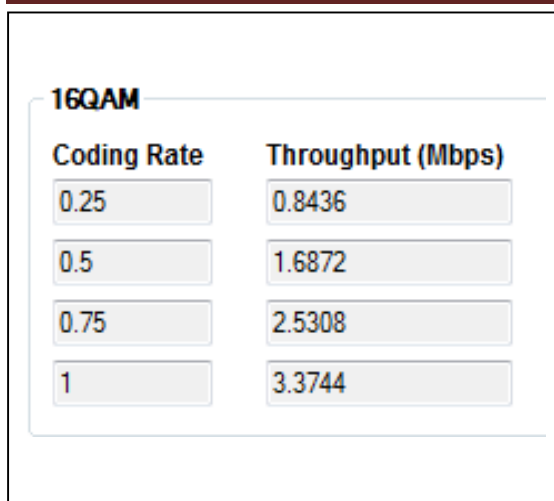 16QAM
Coding Rate Throughput (Mbps)
0.25 0.8436
0.5 1.6872
0.75 2.5308
1 3.3744